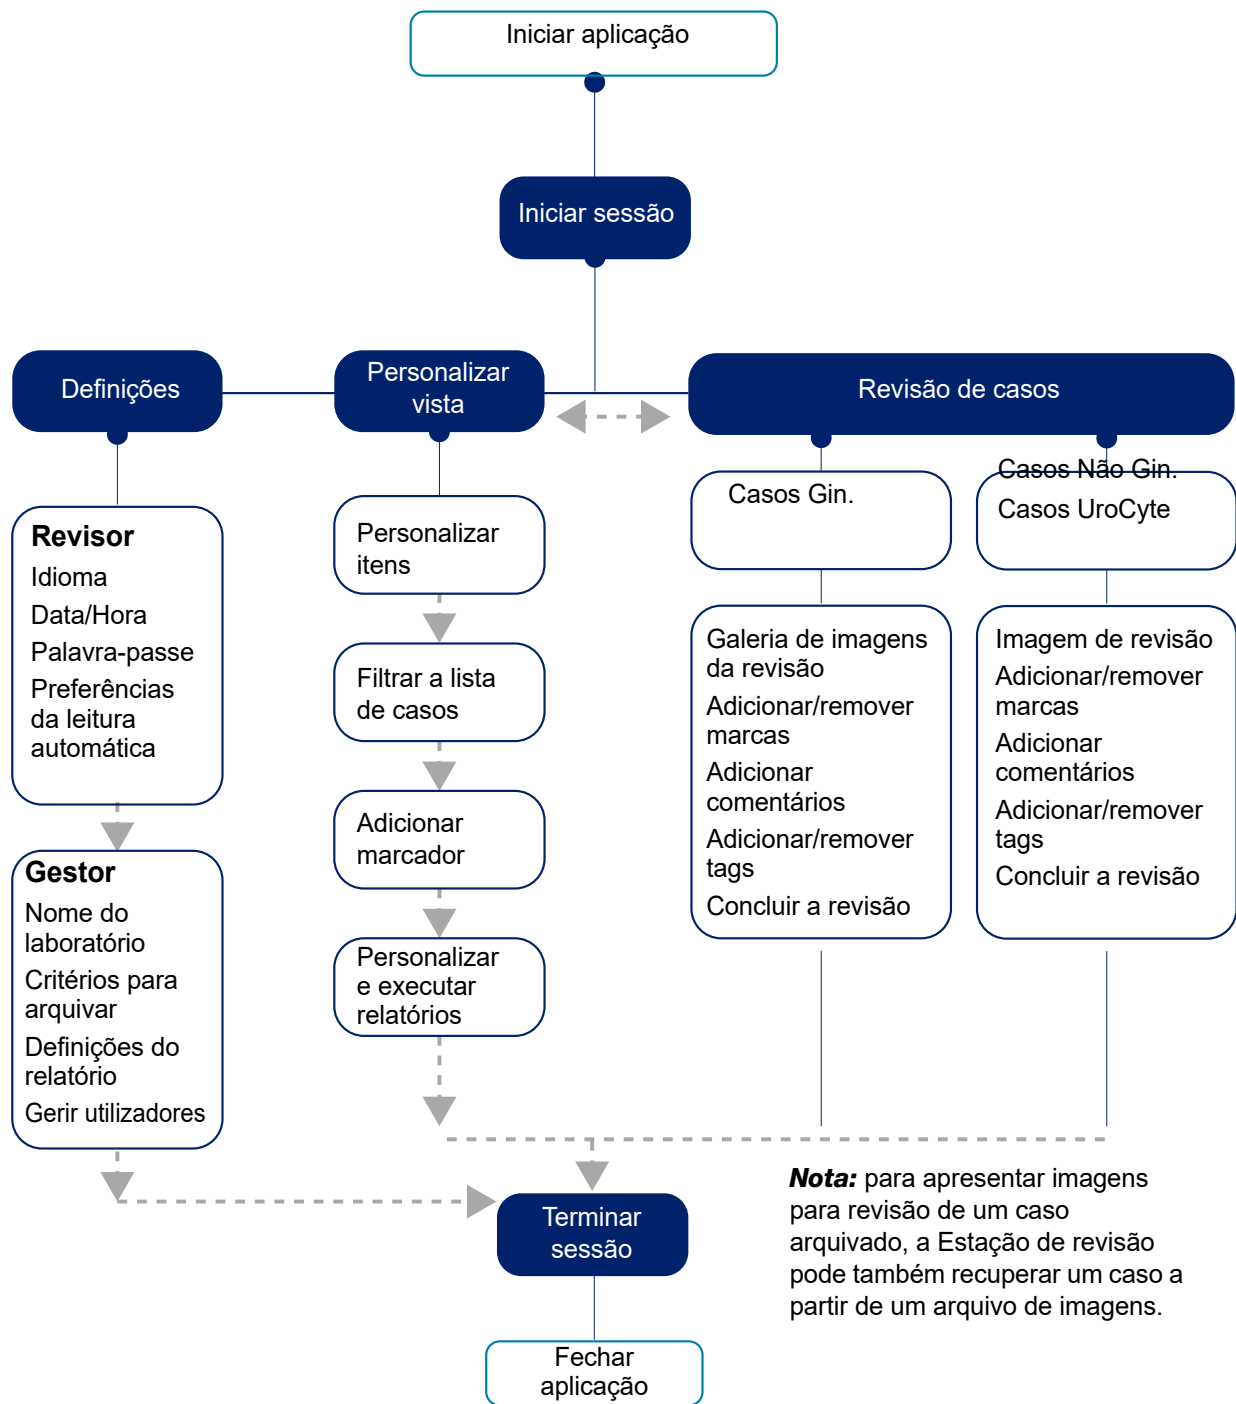 Iniciar aplicação
Iniciar sessão
Definições
Personalizar
vista
Revisão de casos
Revisor
Idioma
Data/Hora
Palavra-passe
Preferências
da leitura
automática
Gestor
Nome do
laboratório
Critérios para
arquivar
Definições do
relatório
Gerir utilizadores
Personalizar
itens
Filtrar a lista
de casos
Adicionar
marcador
Personalizar
e executar
relatórios
Casos Gin.
Galeria de imagens
da revisão
Adicionar/remover
marcas
Adicionar
comentários
Adicionar/remover
tags
Concluir a revisão
Casos Não Gin.
Casos UroCyte
Imagem de revisão
Adicionar/remover
marcas
Adicionar
comentários
Adicionar/remover
tags
Concluir a revisão
Nota: para apresentar imagens
para revisão de um caso
arquivado, a Estação de revisão
pode também recuperar um caso a
partir de um arquivo de imagens.
Terminar
sessão
Fechar
aplicação